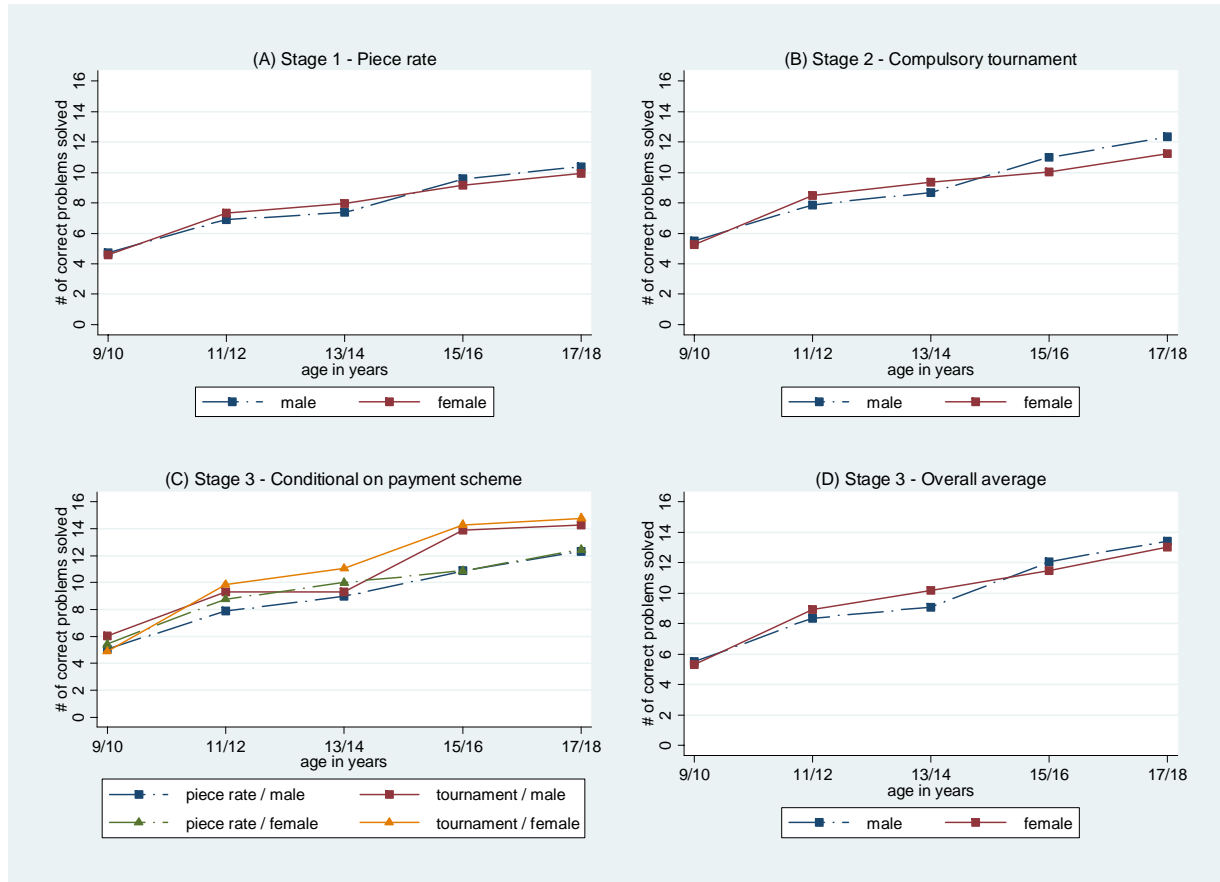 (A) Stage 1 - Piece rate
# of correct problems solved
16
14
12
10
8
6
4
2
0
9/10 11/12 13/14 15/16 17/18
age in years
male female
(B) Stage 2 - Compulsory tournament
# of correct problems solved
16
14
12
10
8
6
4
2
0
9/10 11/12 13/14 15/16 17/18
age in years
male female
(C) Stage 3 - Conditional on payment scheme
# of correct problems solved
16
14
12
10
8
6
4
2
0
9/10 11/12 13/14 15/16 17/18
age in years
piece rate / male tournament / male
piece rate / female tournament / female
(D) Stage 3 - Overall average
# of correct problems solved
16
14
12
10
8
6
4
2
0
9/10 11/12 13/14 15/16 17/18
age in years
male female